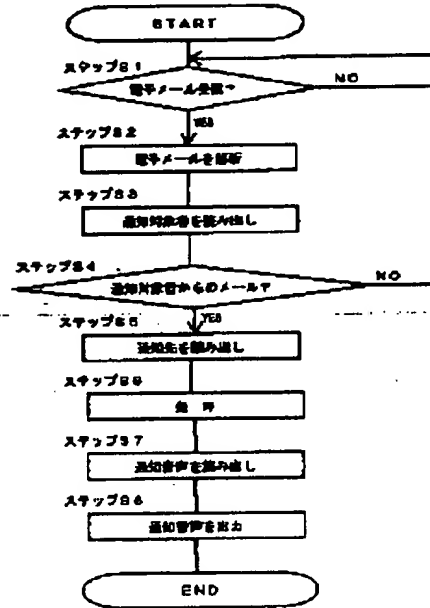 START
ステップS1
電子メール受信?
NO
YES
ステップS2
電子メールを解析
ステップS3
通知対象者を読み出し
ステップS4
通知対象者からのメール?
NO
YES
ステップS5
通知先を読み出し
ステップS6
ステップS7
通知音声を読み出し
ステップS8
通知音声を出力
END